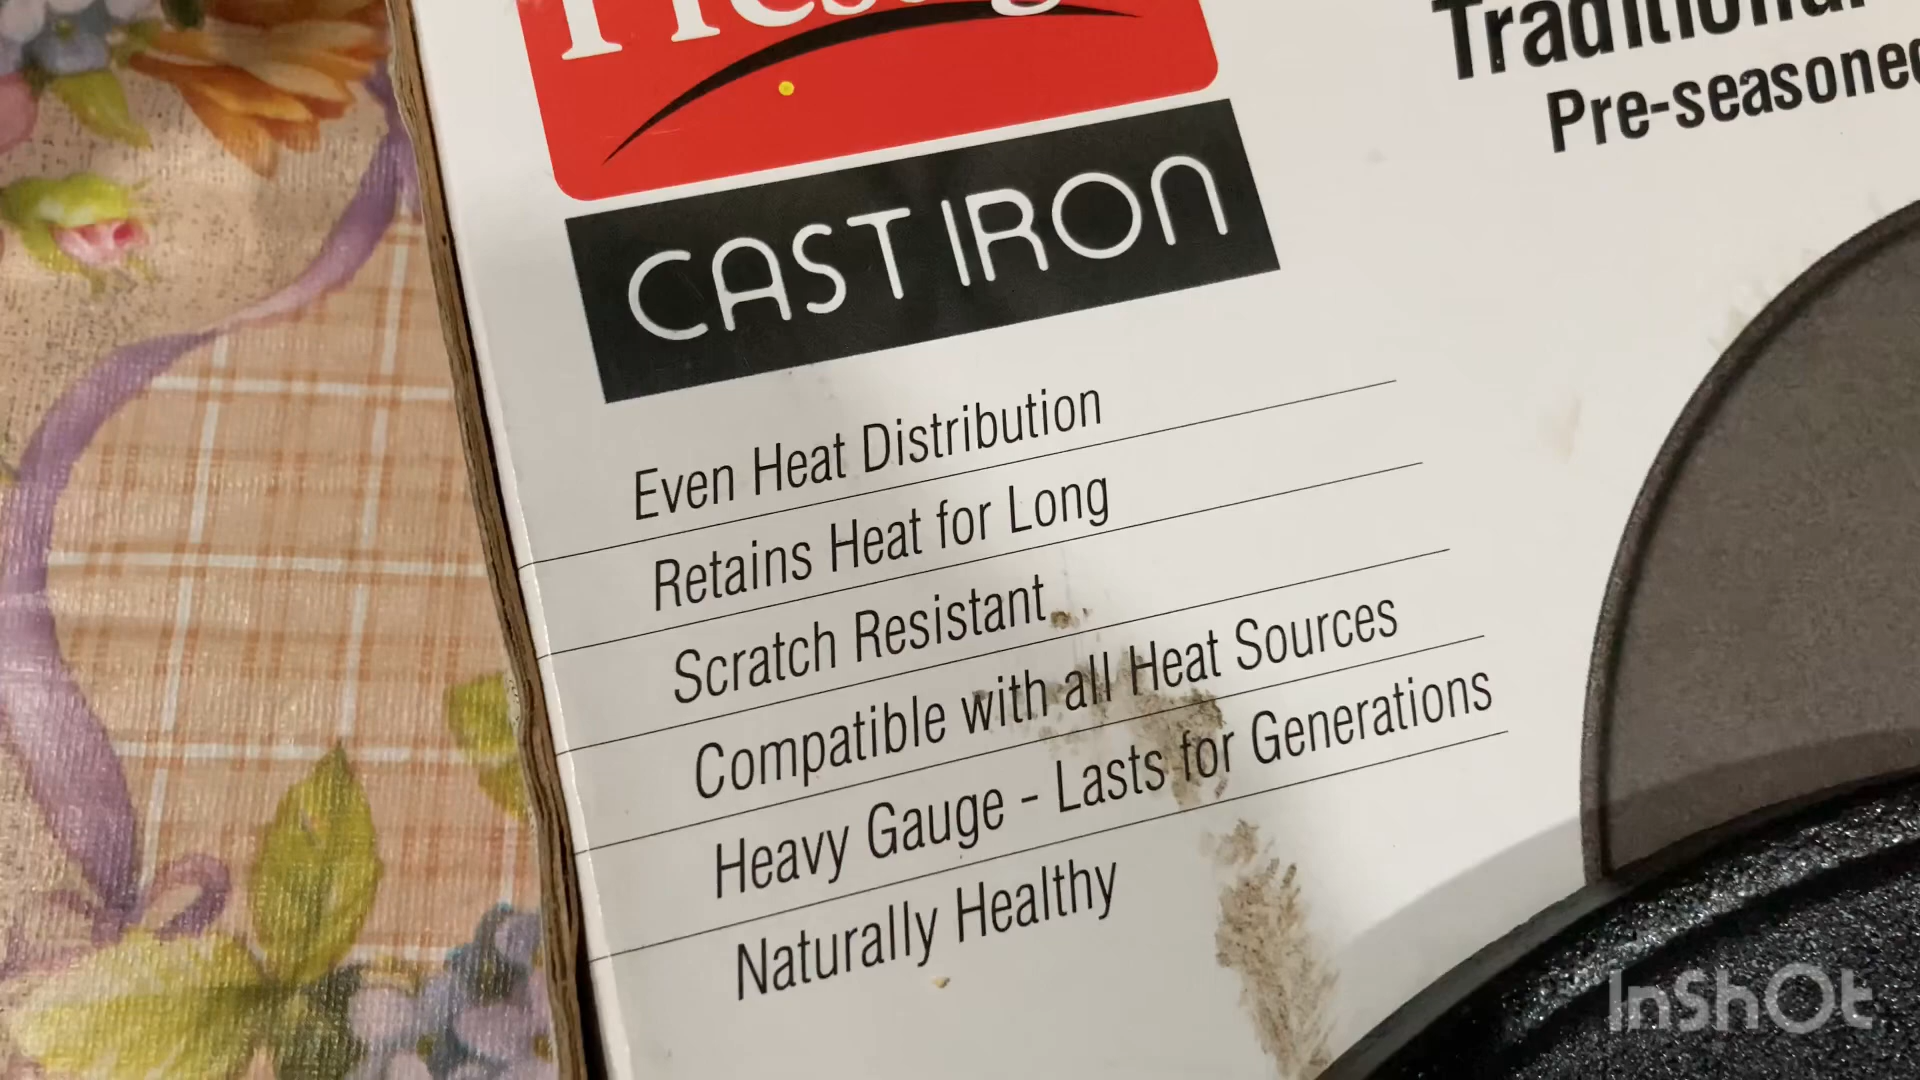 Prestige
CAST IRON
Traditional
Pre-seasoned
Even Heat Distribution
Retains Heat for Long
Scratch Resistant
Compatible with all Heat Sources
Heavy Gauge - Lasts for Generations
Naturally Healthy
InShOt